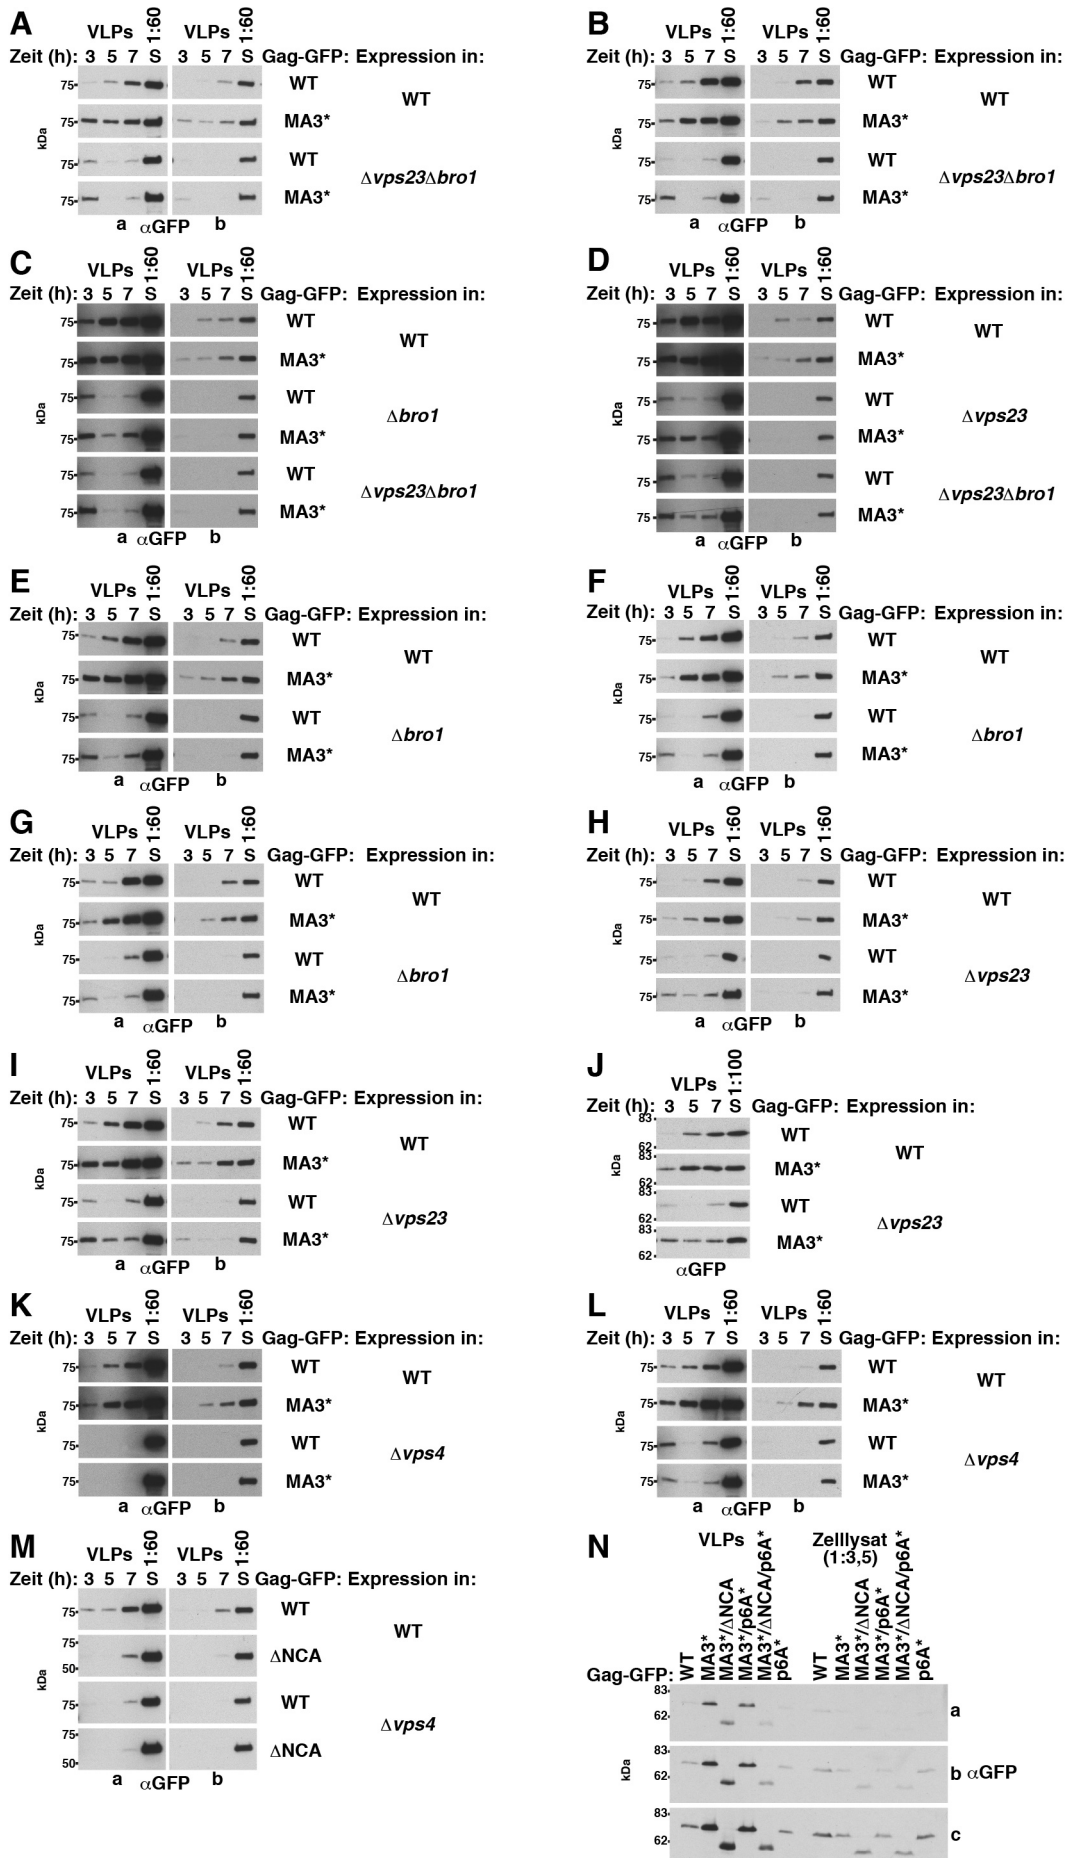 A
VLPs 1:60 VLPs 1:60
Zeit (h): 3 5 7 S 3 5 7 S Gag-GFP: Expression in:
75 WT
WT
75 MA3*
kDa
75 WT
Δvps23Δbro1
75 MA3*
a αGFP b
B
VLPs 1:60 VLPs 1:60
Zeit (h): 3 5 7 S 3 5 7 S Gag-GFP: Expression in:
75 WT
WT
75 MA3*
kDa
75 WT
Δvps23Δbro1
75 MA3*
a αGFP b
C
VLPs 1:60 VLPs 1:60
Zeit (h): 3 5 7 S 3 5 7 S Gag-GFP: Expression in:
75 WT
WT
75 MA3*
75 WT
kDa Δbro1
75 MA3*
75 WT
Δvps23Δbro1
75 MA3*
a αGFP b
D
VLPs 1:60 VLPs 1:60
Zeit (h): 3 5 7 S 3 5 7 S Gag-GFP: Expression in:
75 WT
WT
75 MA3*
75 WT
kDa Δvps23
75 MA3*
75 WT
Δvps23Δbro1
75 MA3*
a αGFP b
E
VLPs 1:60 VLPs 1:60
Zeit (h): 3 5 7 S 3 5 7 S Gag-GFP: Expression in:
75 WT
WT
75 MA3*
kDa
75 WT
Δbro1
75 MA3*
a αGFP b
F
VLPs 1:60 VLPs 1:60
Zeit (h): 3 5 7 S 3 5 7 S Gag-GFP: Expression in:
75 WT
WT
75 MA3*
kDa
75 WT
Δbro1
75 MA3*
a αGFP b
G
VLPs 1:60 VLPs 1:60
Zeit (h): 3 5 7 S 3 5 7 S Gag-GFP: Expression in:
75 WT
WT
75 MA3*
kDa
75 WT
Δbro1
75 MA3*
a αGFP b
H
VLPs 1:60 VLPs 1:60
Zeit (h): 3 5 7 S 3 5 7 S Gag-GFP: Expression in:
75 WT
WT
75 MA3*
kDa
75 WT
Δvps23
75 MA3*
a αGFP b
I
VLPs 1:60 VLPs 1:60
Zeit (h): 3 5 7 S 3 5 7 S Gag-GFP: Expression in:
75 WT
WT
75 MA3*
kDa
75 WT
Δvps23
75 MA3*
a αGFP b
J
VLPs 1:100
Zeit (h): 3 5 7 S Gag-GFP: Expression in:
83
WT
62
WT
83
MA3*
62
kDa
83
WT
62
Δvps23
83
MA3*
62
αGFP
K
VLPs 1:60 VLPs 1:60
Zeit (h): 3 5 7 S 3 5 7 S Gag-GFP: Expression in:
75 WT
WT
75 MA3*
kDa
75 WT
Δvps4
75 MA3*
a αGFP b
L
VLPs 1:60 VLPs 1:60
Zeit (h): 3 5 7 S 3 5 7 S Gag-GFP: Expression in:
75 WT
WT
75 MA3*
kDa
75 WT
Δvps4
75 MA3*
a αGFP b
M
VLPs 1:60 VLPs 1:60
Zeit (h): 3 5 7 S 3 5 7 S Gag-GFP: Expression in:
75 WT
WT
75
ΔNCA
50
kDa
75 WT
Δvps4
75
ΔNCA
50
a αGFP b
N
VLPs Zelllysat
(1:3,5)
Gag-GFP: WT MA3* MA3*/ΔNCA MA3*/p6A* MA3*/ΔNCA/p6A* p6A* WT MA3* MA3*/ΔNCA MA3*/p6A* MA3*/ΔNCA/p6A* p6A*
83
a
62
83
kDa b αGFP
62
83
c
62